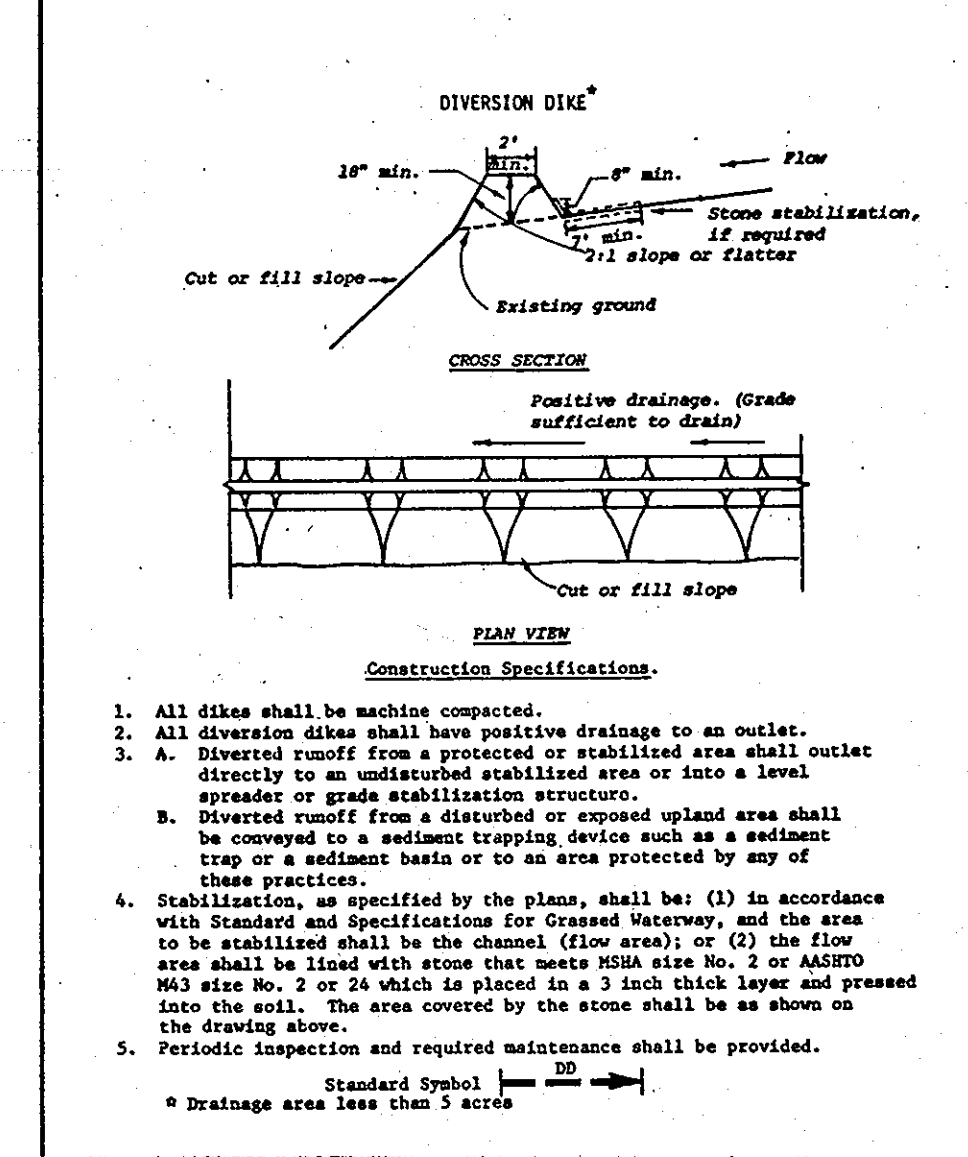 DIVERSION DIKE*
2'
min.
18" min.
8" min.
Flow
Stone stabilization,
if required
7' min.
2:1 slope or flatter
Cut or fill slope
Existing ground
CROSS SECTION
Positive drainage. (Grade
sufficient to drain)
Cut or fill slope
PLAN VIEW
Construction Specifications.
1. All dikes shall be machine compacted.
2. All diversion dikes shall have positive drainage to an outlet.
3. A. Diverted runoff from a protected or stabilized area shall outlet
directly to an undisturbed stabilized area or into a level
spreader or grade stabilization structure.
B. Diverted runoff from a disturbed or exposed upland area shall
be conveyed to a sediment trapping device such as a sediment
trap or a sediment basin or to an area protected by any of
these practices.
4. Stabilization, as specified by the plans, shall be: (1) in accordance
with Standard and Specifications for Grassed Waterway, and the area
to be stabilized shall be the channel (flow area); or (2) the flow
area shall be lined with stone that meets MSHA size No. 2 or AASHTO
M43 size No. 2 or 24 which is placed in a 3 inch thick layer and pressed
into the soil. The area covered by the stone shall be as shown on
the drawing above.
5. Periodic inspection and required maintenance shall be provided.
DD
Standard Symbol
* Drainage area less than 5 acres